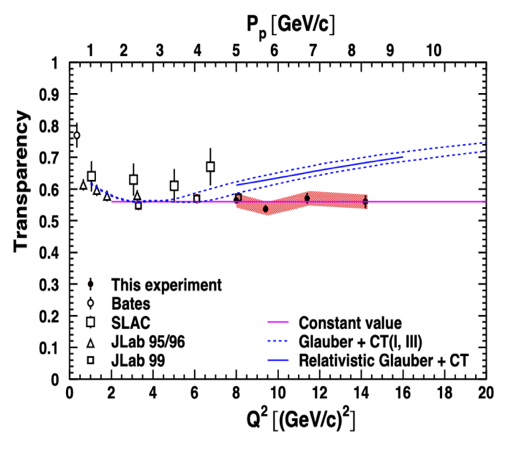 P_p [GeV/c]
1 2 3 4 5 6 7 8 9 10
Transparency
1
0.9
0.8
0.7
0.6
0.5
0.4
0.3
0.2
0.1
0
This experiment
Bates
SLAC
JLab 95/96
JLab 99
Constant value
Glauber + CT(I, III)
Relativistic Glauber + CT
0 2 4 6 8 10 12 14 16 18 20
Q² [(GeV/c)²]